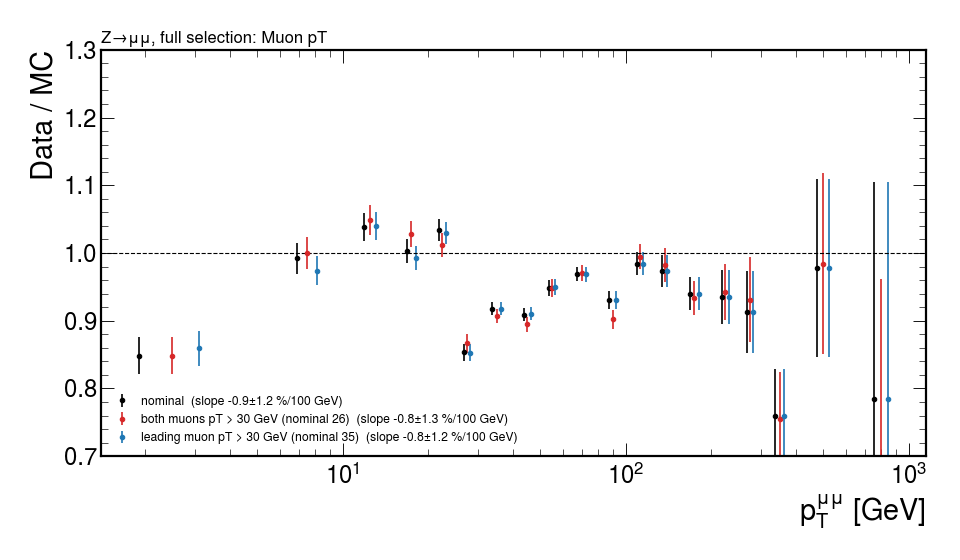 Z→μμ, full selection: Muon pT
Data / MC
1.3
1.2
1.1
1.0
0.9
0.8
0.7
nominal (slope -0.9±1.2 %/100 GeV)
both muons pT > 30 GeV (nominal 26) (slope -0.8±1.3 %/100 GeV)
leading muon pT > 30 GeV (nominal 35) (slope -0.8±1.2 %/100 GeV)
10¹ 10² 10³
p_T^μμ [GeV]